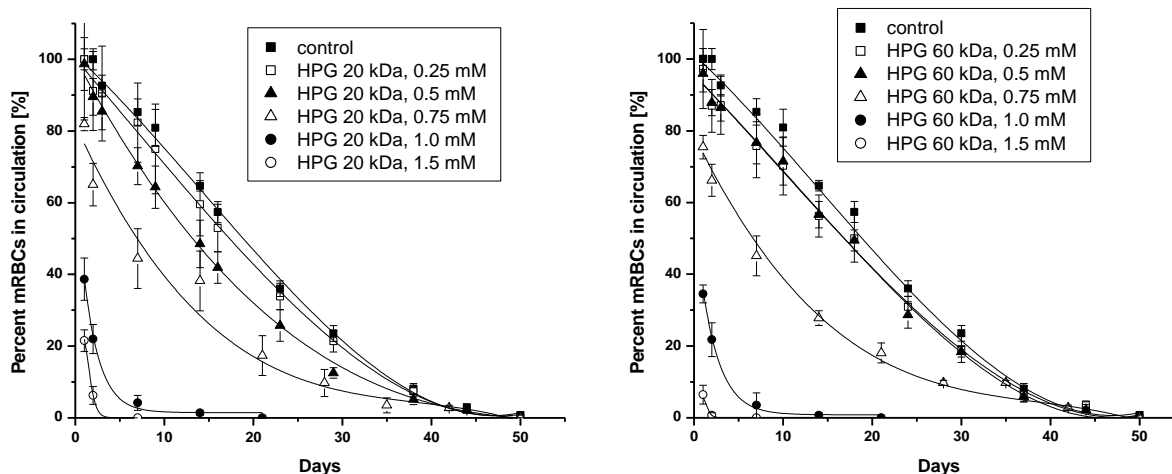 Percent mRBCs in circulation [%]
100
80
60
40
20
0
control
HPG 20 kDa, 0.25 mM
HPG 20 kDa, 0.5 mM
HPG 20 kDa, 0.75 mM
HPG 20 kDa, 1.0 mM
HPG 20 kDa, 1.5 mM
0 10 20 30 40 50
Days
Percent mRBCs in circulation [%]
100
80
60
40
20
0
control
HPG 60 kDa, 0.25 mM
HPG 60 kDa, 0.5 mM
HPG 60 kDa, 0.75 mM
HPG 60 kDa, 1.0 mM
HPG 60 kDa, 1.5 mM
0 10 20 30 40 50
Days